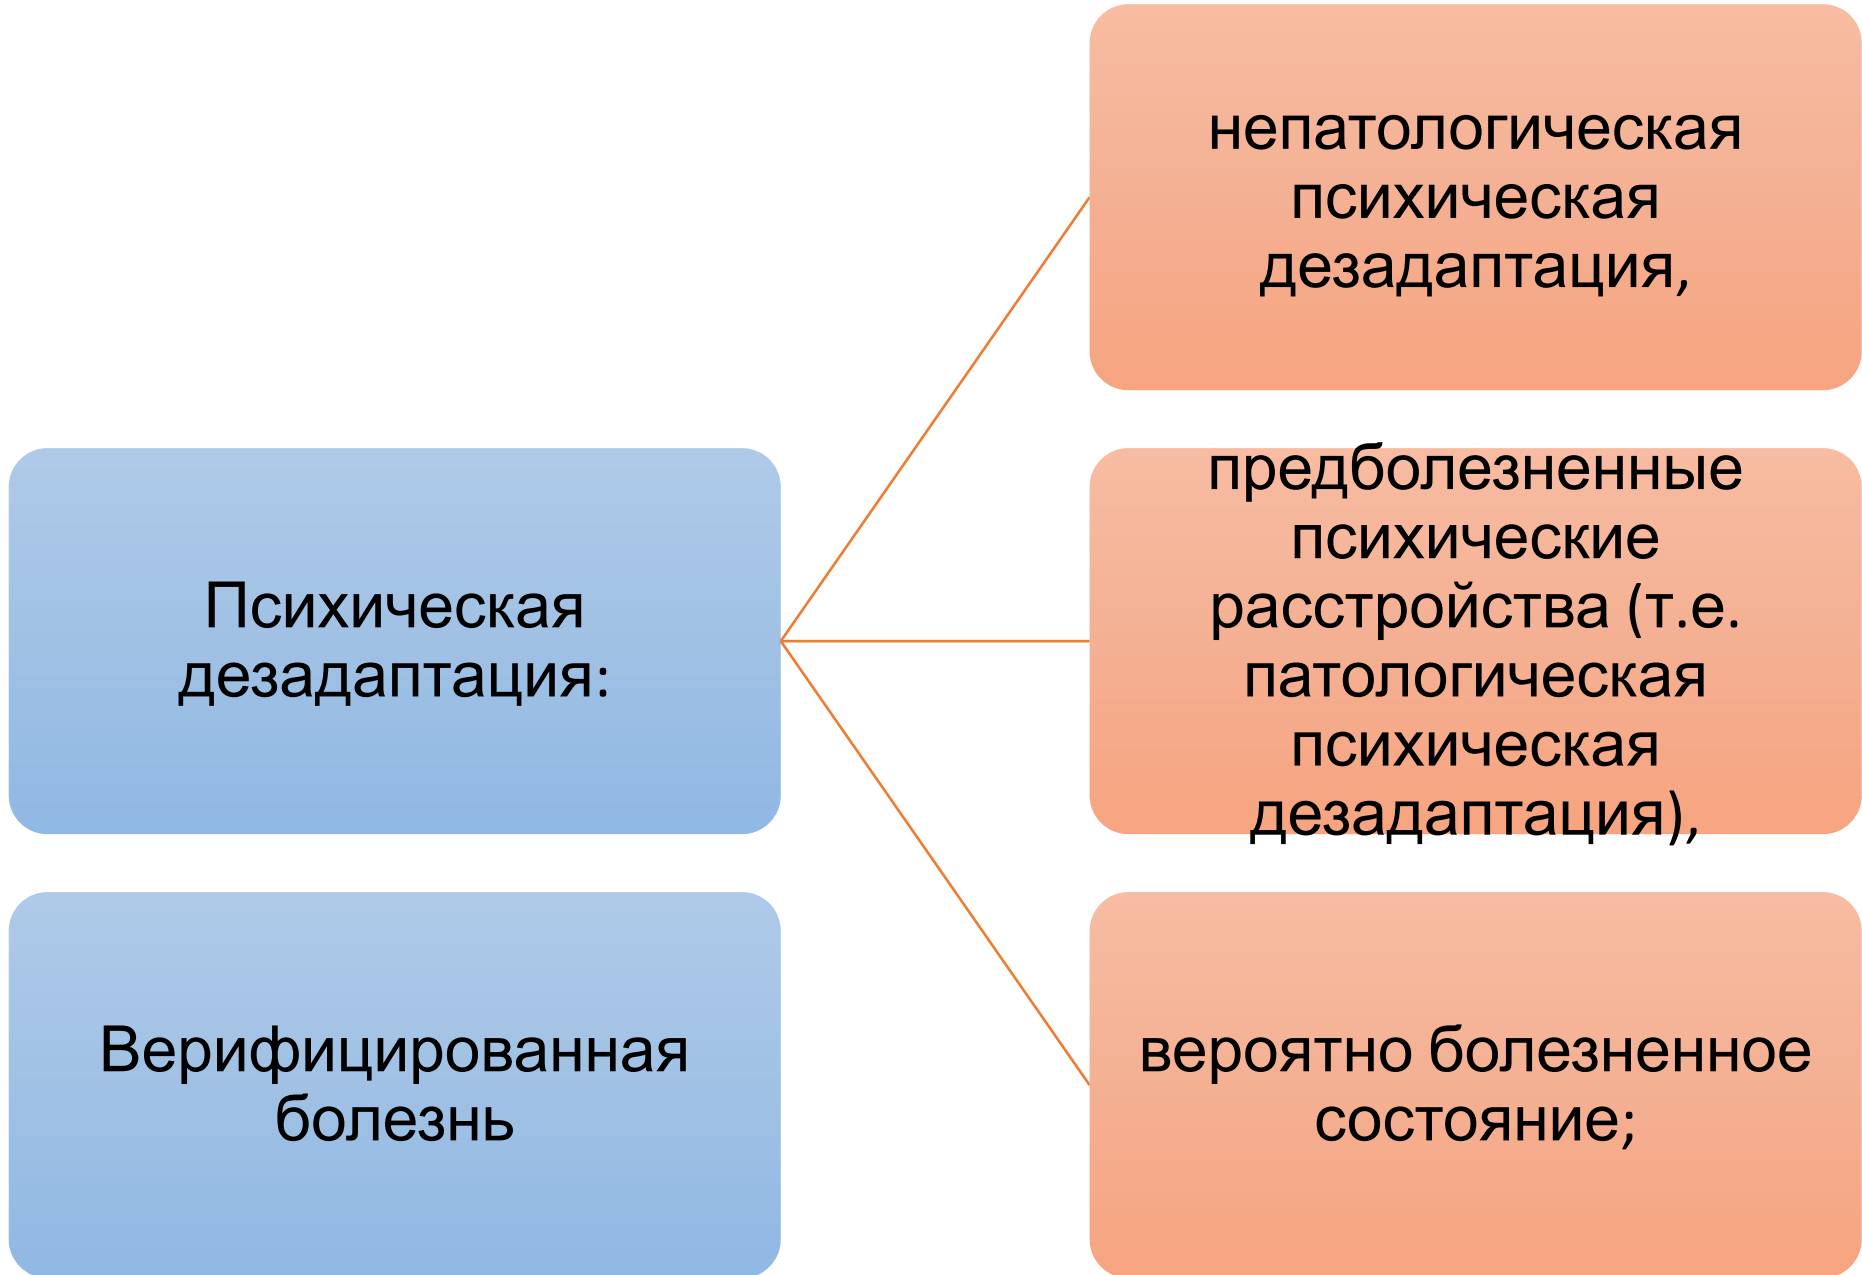 Психическая
дезадаптация:
непатологическая
психическая
дезадаптация,
предболезненные
психические
расстройства (т.е.
патологическая
психическая
дезадаптация),
вероятно болезненное
состояние;
Верифицированная
болезнь